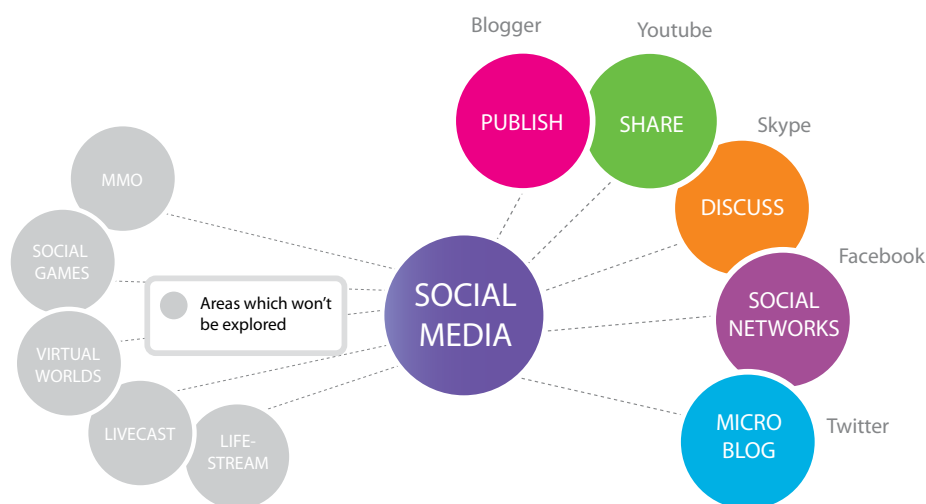 Blogger
Youtube
PUBLISH
SHARE
Skype
DISCUSS
Facebook
SOCIAL
NETWORKS
Twitter
MICRO
BLOG
SOCIAL
MEDIA
MMO
SOCIAL
GAMES
VIRTUAL
WORLDS
LIVECAST
LIFE-
STREAM
Areas which won’t
be explored